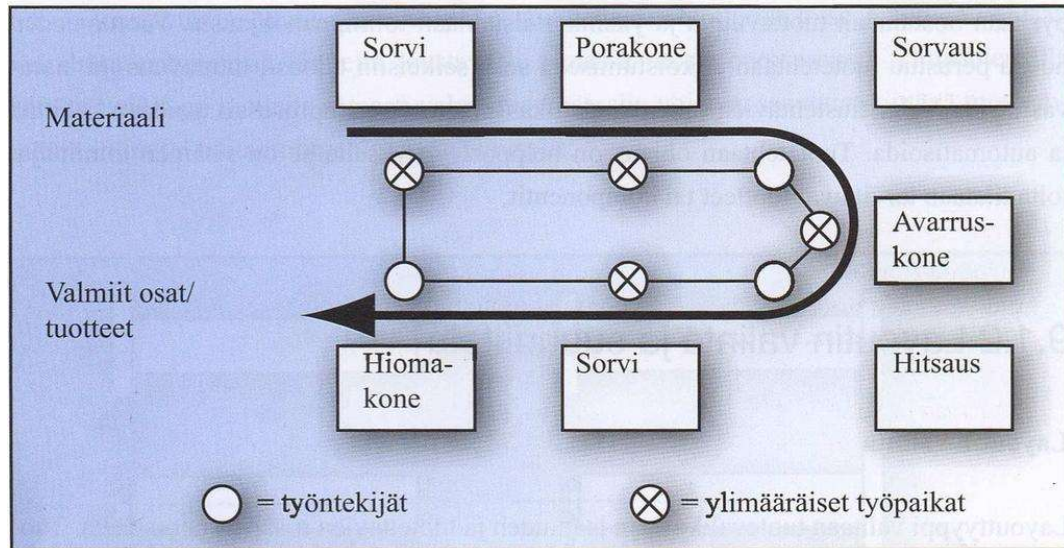 Sorvi
Porakone
Sorvaus
Materiaali
Avarrus-
kone
Valmiit osat/
tuotteet
Hioma-
kone
Sorvi
Hitsaus
= työntekijät
= ylimääräiset työpaikat